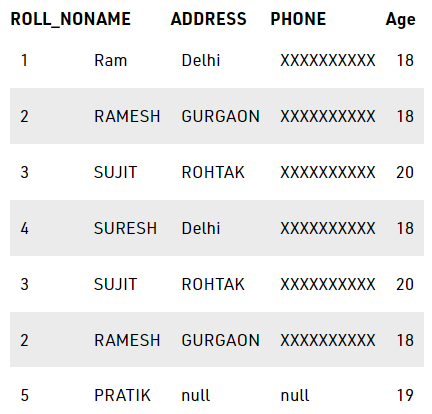 ROLL_NONAME ADDRESS PHONE Age
1 Ram Delhi XXXXXXXXXX 18
2 RAMESH GURGAON XXXXXXXXXX 18
3 SUJIT ROHTAK XXXXXXXXXX 20
4 SURESH Delhi XXXXXXXXXX 18
3 SUJIT ROHTAK XXXXXXXXXX 20
2 RAMESH GURGAON XXXXXXXXXX 18
5 PRATIK null null 19